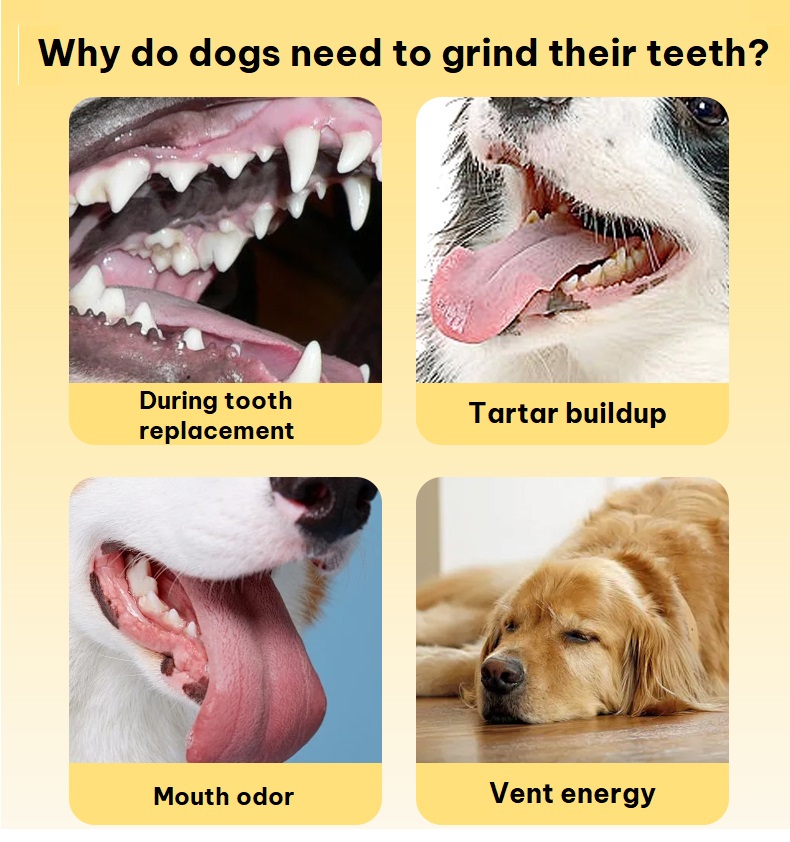 Why do dogs need to grind their teeth?
During tooth
replacement
Tartar buildup
Mouth odor
Vent energy